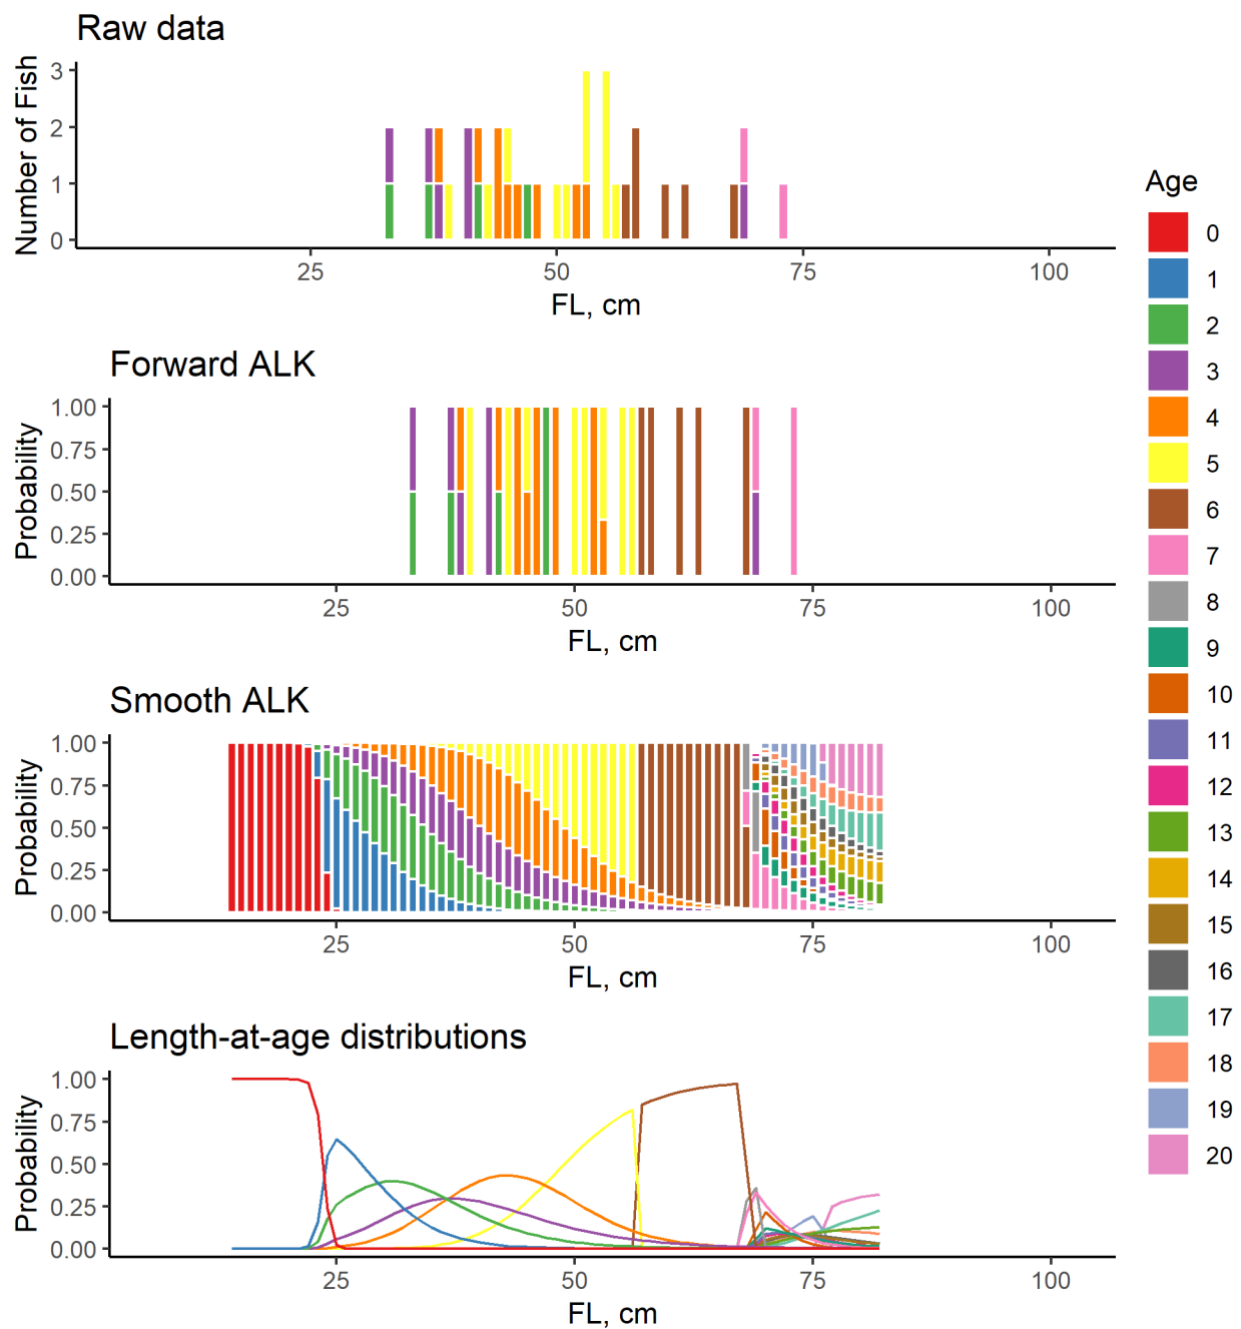 Raw data
Number of Fish
3
2
1
0
25 50 75 100
FL, cm
Forward ALK
Probability
1.00
0.75
0.50
0.25
0.00
25 50 75 100
FL, cm
Smooth ALK
Probability
1.00
0.75
0.50
0.25
0.00
25 50 75 100
FL, cm
Length-at-age distributions
Probability
1.00
0.75
0.50
0.25
0.00
25 50 75 100
FL, cm
Age
0
1
2
3
4
5
6
7
8
9
10
11
12
13
14
15
16
17
18
19
20